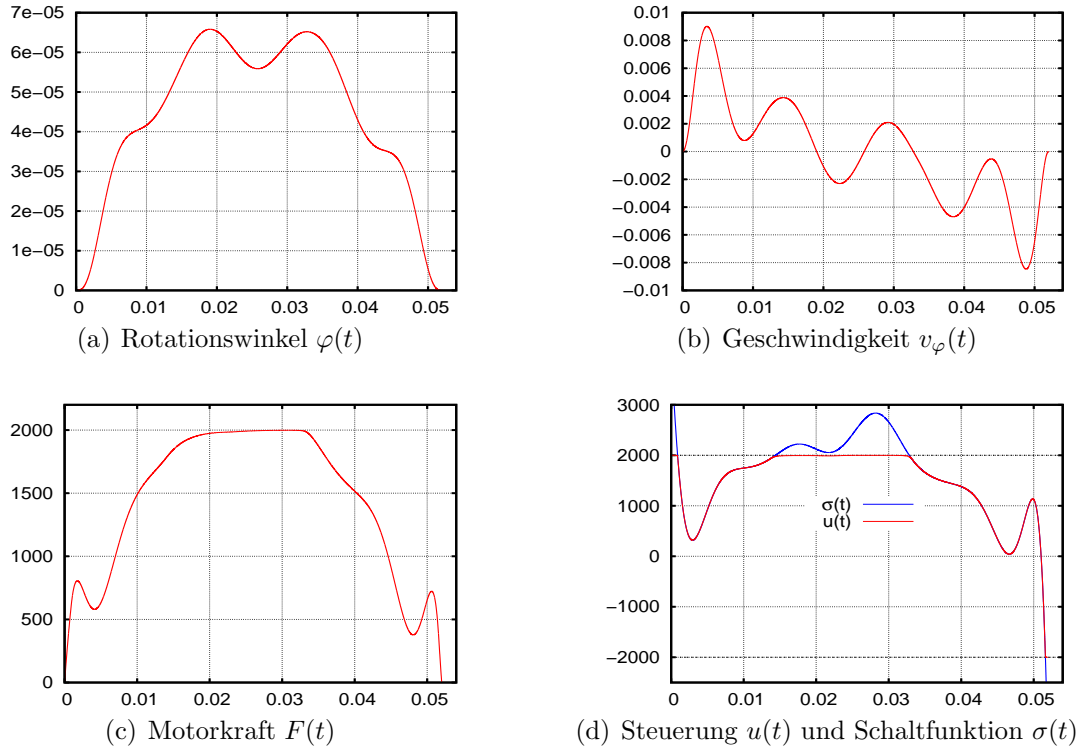 7e−05
6e−05
5e−05
4e−05
3e−05
2e−05
1e−05
0
0 0.01 0.02 0.03 0.04 0.05
(a) Rotationswinkel φ(t)
0.01
0.008
0.006
0.004
0.002
0
−0.002
−0.004
−0.006
−0.008
−0.01
0 0.01 0.02 0.03 0.04 0.05
(b) Geschwindigkeit vφ(t)
2000
1500
1000
500
0
0 0.01 0.02 0.03 0.04 0.05
(c) Motorkraft F(t)
3000
2000
1000
0
−1000
−2000
σ(t)
u(t)
0 0.01 0.02 0.03 0.04 0.05
(d) Steuerung u(t) und Schaltfunktion σ(t)